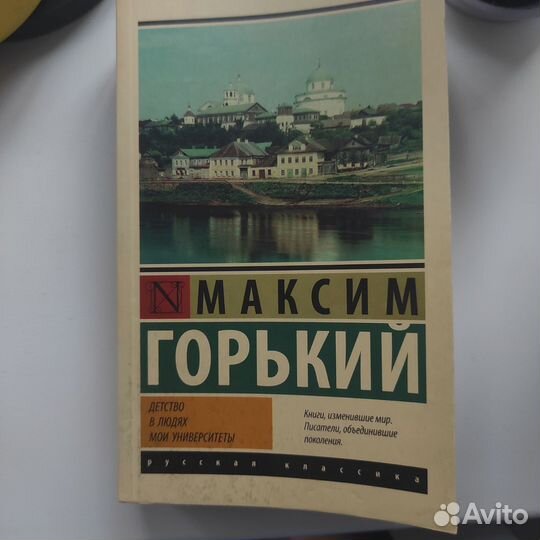 N МАКСИМ
ГОРЬКИЙ
ДЕТСТВО
В ЛЮДЯХ
МОИ УНИВЕРСИТЕТЫ
Книги, изменившие мир.
Писатели, объединившие
поколения.
русская классика
Avito